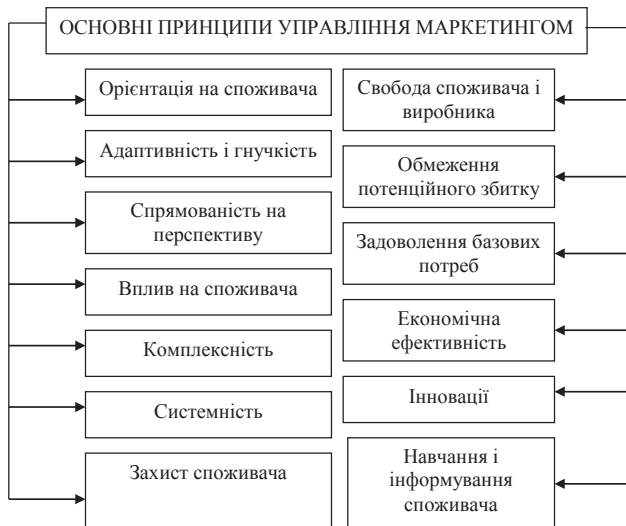 ОСНОВНІ ПРИНЦИПИ УПРАВЛІННЯ МАРКЕТИНГОМ
Орієнтація на споживача
Адаптивність і гнучкість
Спрямованість на
перспективу
Вплив на споживача
Комплексність
Системність
Захист споживача
Свобода споживача і
виробника
Обмеження
потенційного збитку
Задоволення базових
потреб
Економічна
ефективність
Інновації
Навчання і
інформування
споживача